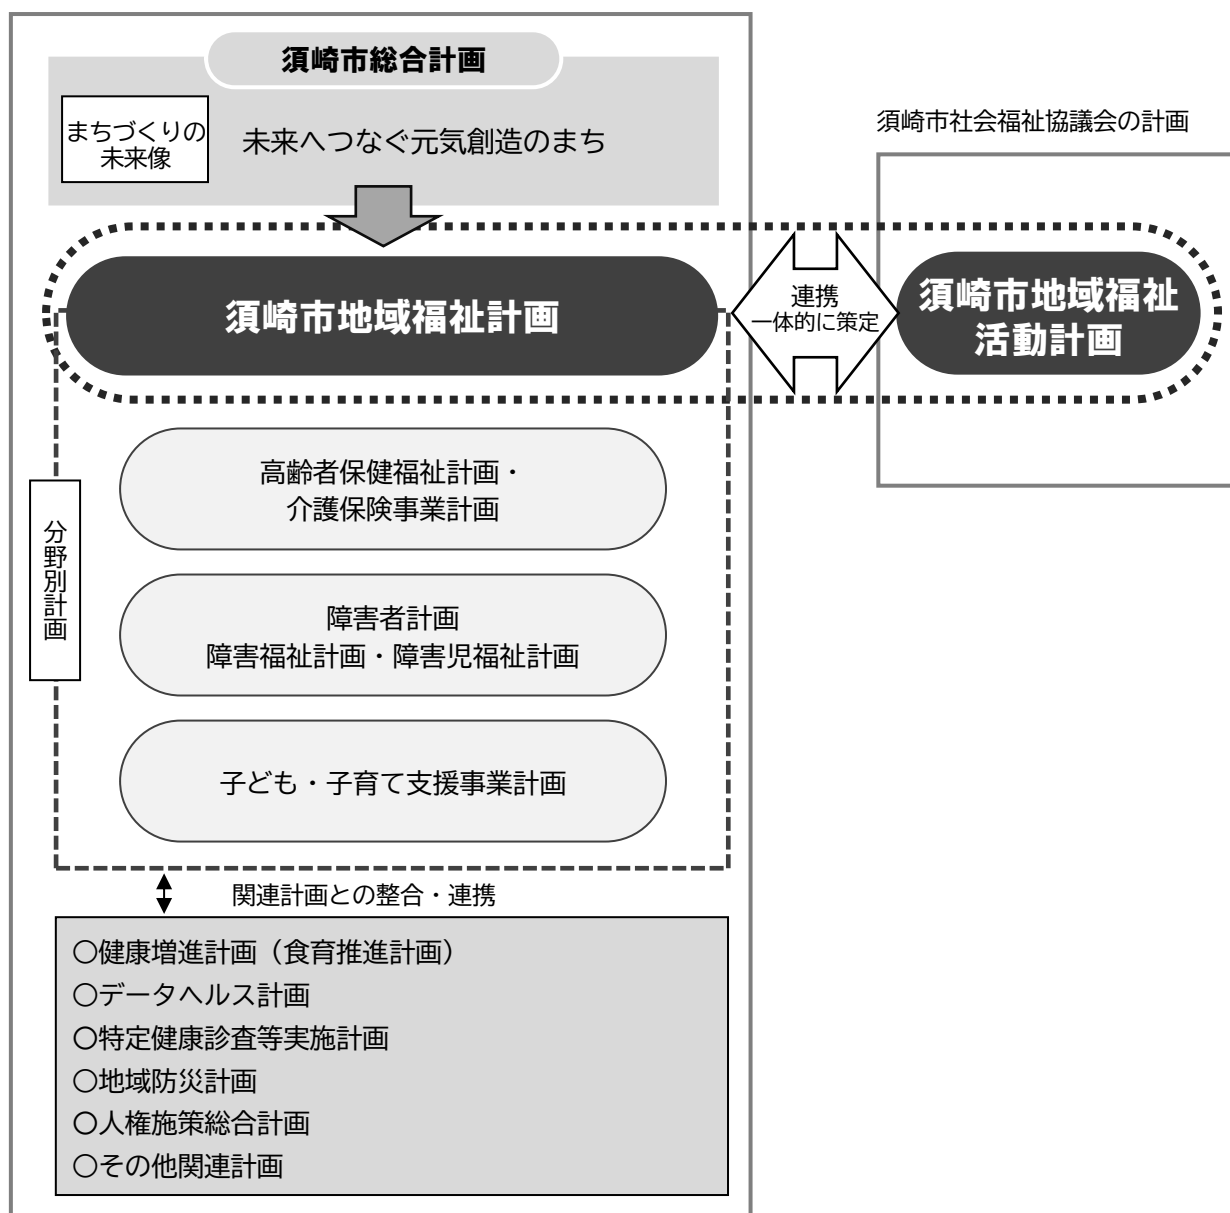 須崎市総合計画
まちづくりの
未来像
未来へつなぐ元気創造のまち
須崎市社会福祉協議会の計画
須崎市地域福祉計画
連携
一体的に策定
須崎市地域福祉
活動計画
分野別計画
高齢者保健福祉計画・
介護保険事業計画
障害者計画
障害福祉計画・障害児福祉計画
子ども・子育て支援事業計画
関連計画との整合・連携
〇健康増進計画（食育推進計画）
〇データヘルス計画
〇特定健康診査等実施計画
〇地域防災計画
〇人権施策総合計画
〇その他関連計画